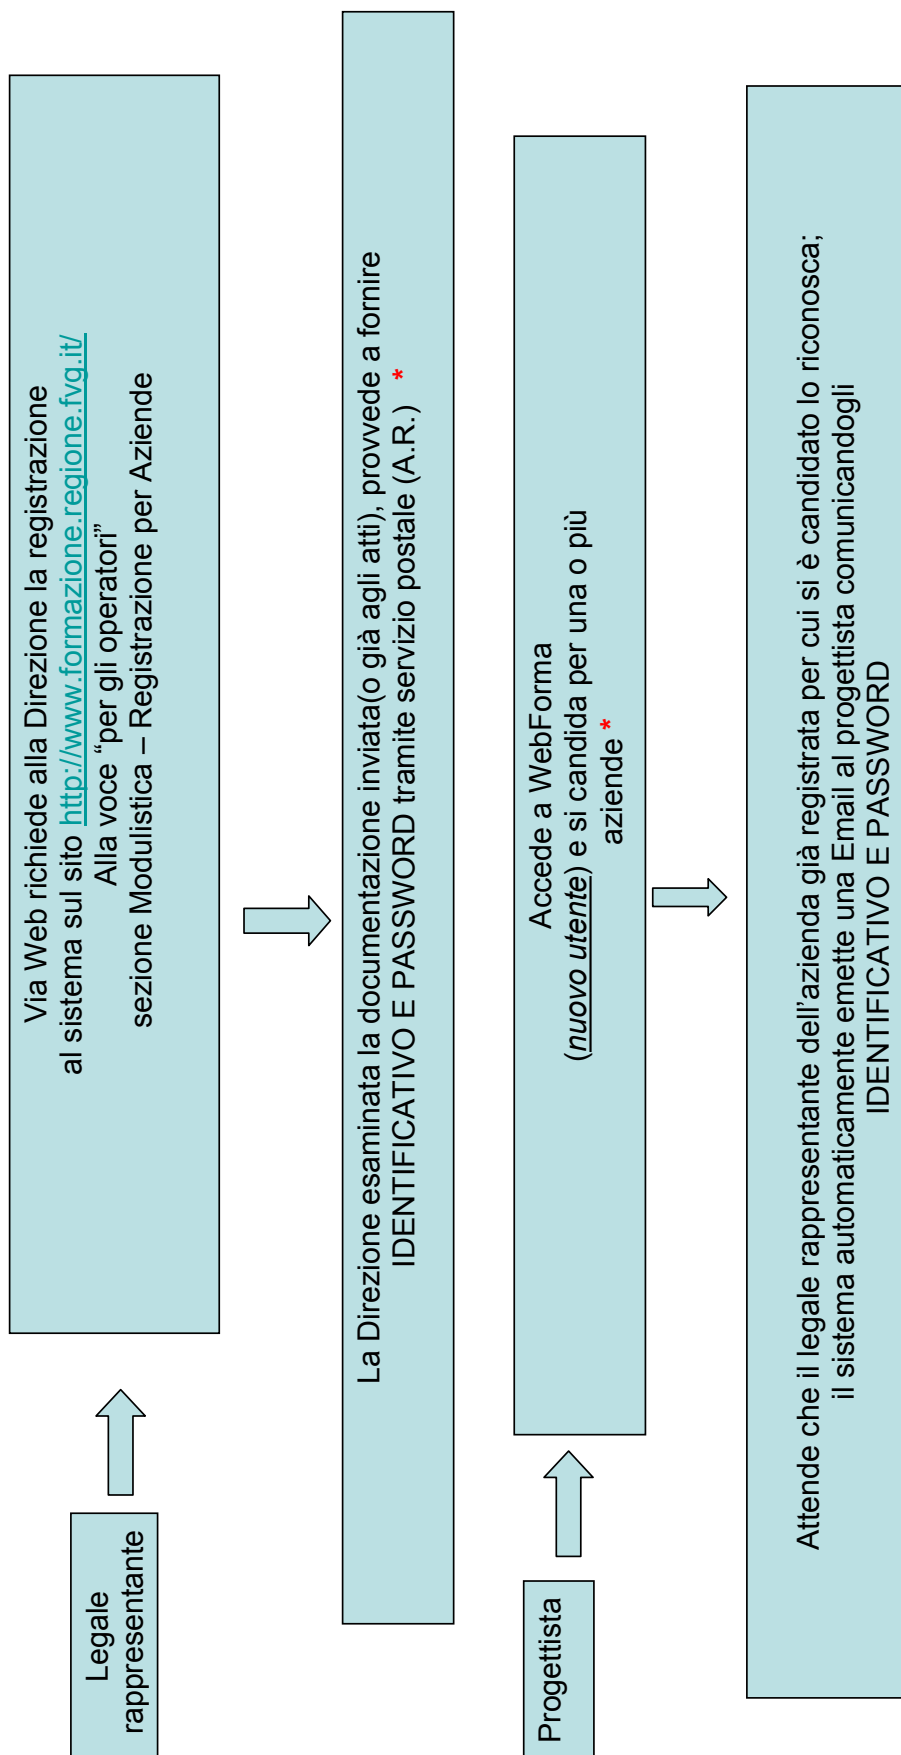 Legale
rappresentante
Via Web richiede alla Direzione la registrazione
al sistema sul sito http://www.formazione.regione.fvg.it/
Alla voce “per gli operatori”
sezione Modulistica – Registrazione per Aziende
La Direzione esaminata la documentazione inviata(o già agli atti), provvede a fornire
IDENTIFICATIVO E PASSWORD tramite servizio postale (A.R.) *
Progettista
Accede a WebForma
(nuovo utente) e si candida per una o più
aziende *
Attende che il legale rappresentante dell’azienda già registrata per cui si è candidato lo riconosca;
il sistema automaticamente emette una Email al progettista comunicandogli
IDENTIFICATIVO E PASSWORD